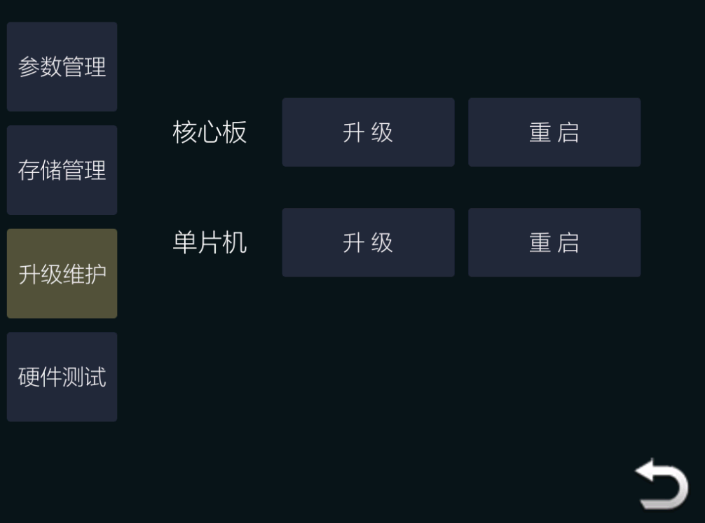 参数管理
存储管理
升级维护
硬件测试
核心板 升级 重启
单片机 升级 重启